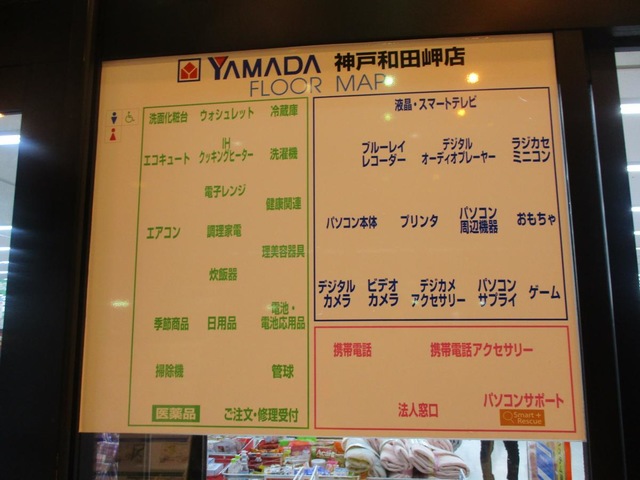 YAMADA 神戸和田岬店
FLOOR MAP
洗面化粧台 ウォシュレット 冷蔵庫
エコキュート IH
クッキングヒーター 洗濯機
電子レンジ
健康関連
エアコン 調理家電
理美容器具
炊飯器
季節商品 日用品 電池・
電池応用品
掃除機 管球
医薬品 ご注文・修理受付
液晶・スマートテレビ
ブルーレイ
レコーダー
デジタル
オーディオプレーヤー
ラジカセ
ミニコン
パソコン本体 プリンタ パソコン
周辺機器 おもちゃ
デジタル
カメラ
ビデオ
カメラ
デジカメ
アクセサリー
パソコン
サプライ
ゲーム
携帯電話 携帯電話アクセサリー
法人窓口 パソコンサポート
Smart+
Rescue